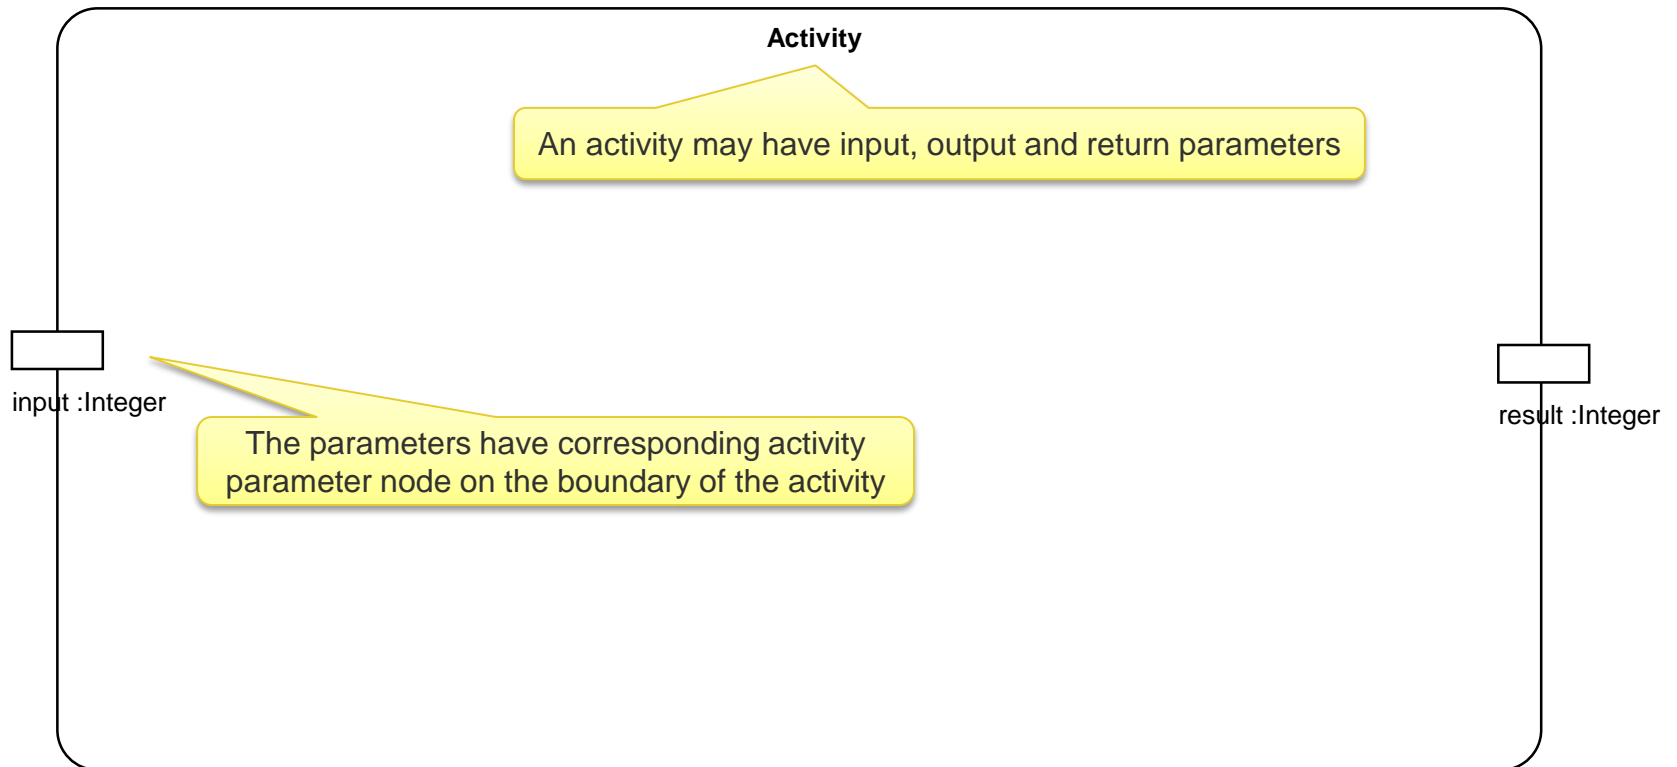 Activity
An activity may have input, output and return parameters
input :Integer
result :Integer
The parameters have corresponding activity
parameter node on the boundary of the activity